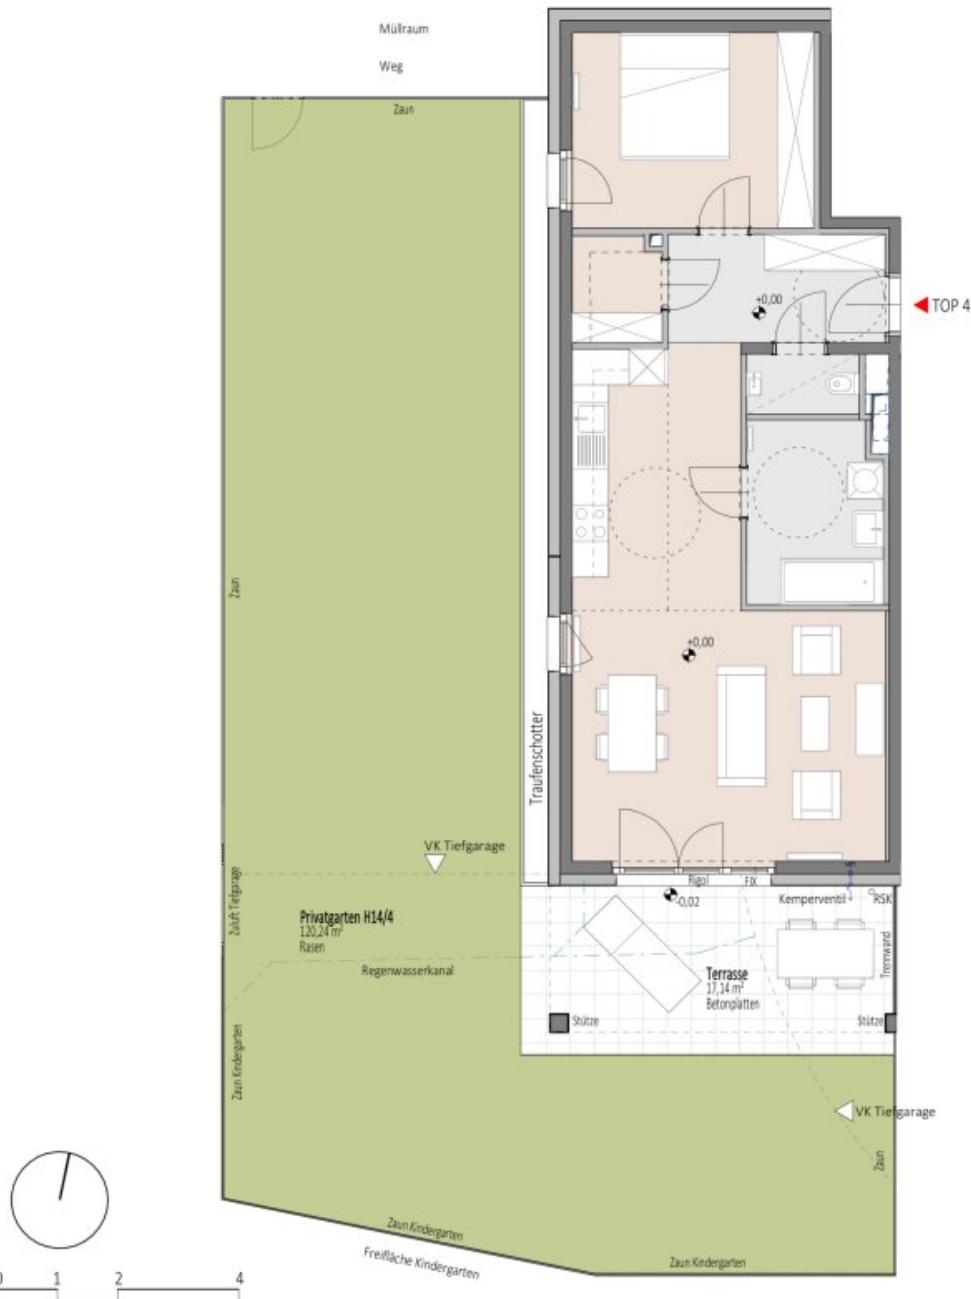 Müllraum
Weg
Zaun
TOP 4
+0,00
Zaun
+0,00
Traufenschotter
VK Tiefgarage
Zuluft Tiefgarage
Rigol
FIX
-0,02
Kemperventil
RSK
Privatgarten H14/4
120,24 m²
Rasen
Regenwasserkanal
Terrasse
17,14 m²
Betonplatten
Trennwand
Stütze
Stütze
Zaun Kindergarten
VK Tiefgarage
Zaun
Zaun Kindergarten
Freifläche Kindergarten
Zaun Kindergarten
0 1 2 4